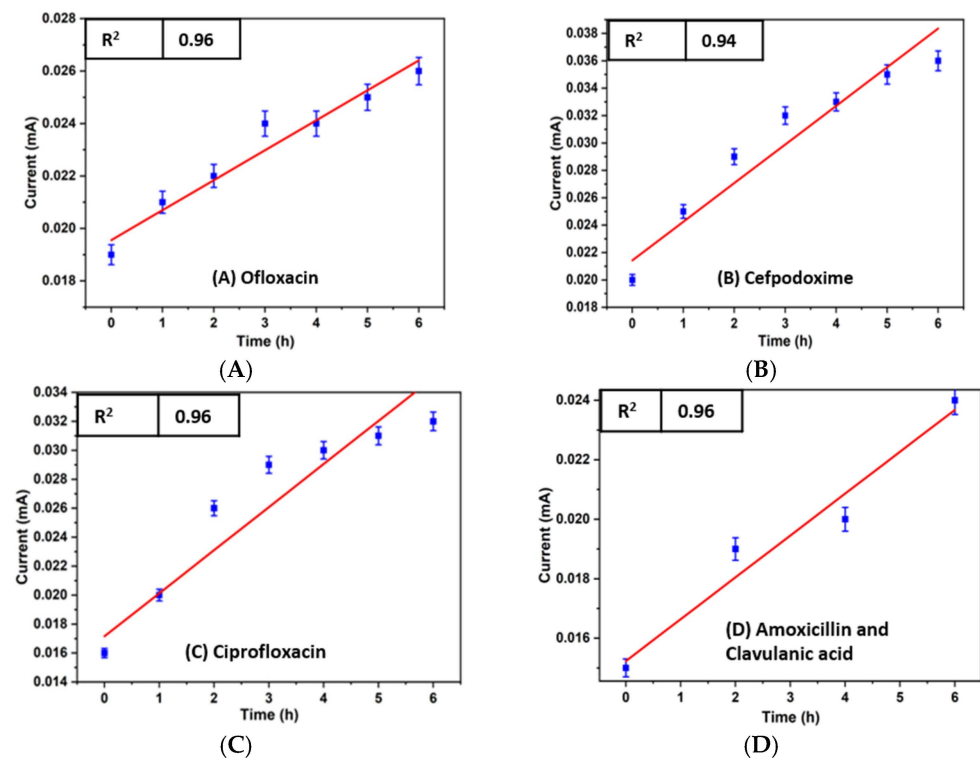 0.028
R² 0.96
0.026
0.024
0.022
0.020
0.018
Current (mA)
(A) Ofloxacin
0 1 2 3 4 5 6
Time (h)
(A)
0.038
R² 0.94
0.036
0.034
0.032
0.030
0.028
0.026
0.024
0.022
0.020
0.018
Current (mA)
(B) Cefpodoxime
0 1 2 3 4 5 6
Time (h)
(B)
0.034
R² 0.96
0.032
0.030
0.028
0.026
0.024
0.022
0.020
0.018
0.016
0.014
Current (mA)
(C) Ciprofloxacin
0 1 2 3 4 5 6
Time (h)
(C)
0.024
R² 0.96
0.022
0.020
0.018
0.016
Current (mA)
(D) Amoxicillin and
Clavulanic acid
0 1 2 3 4 5 6
Time (h)
(D)